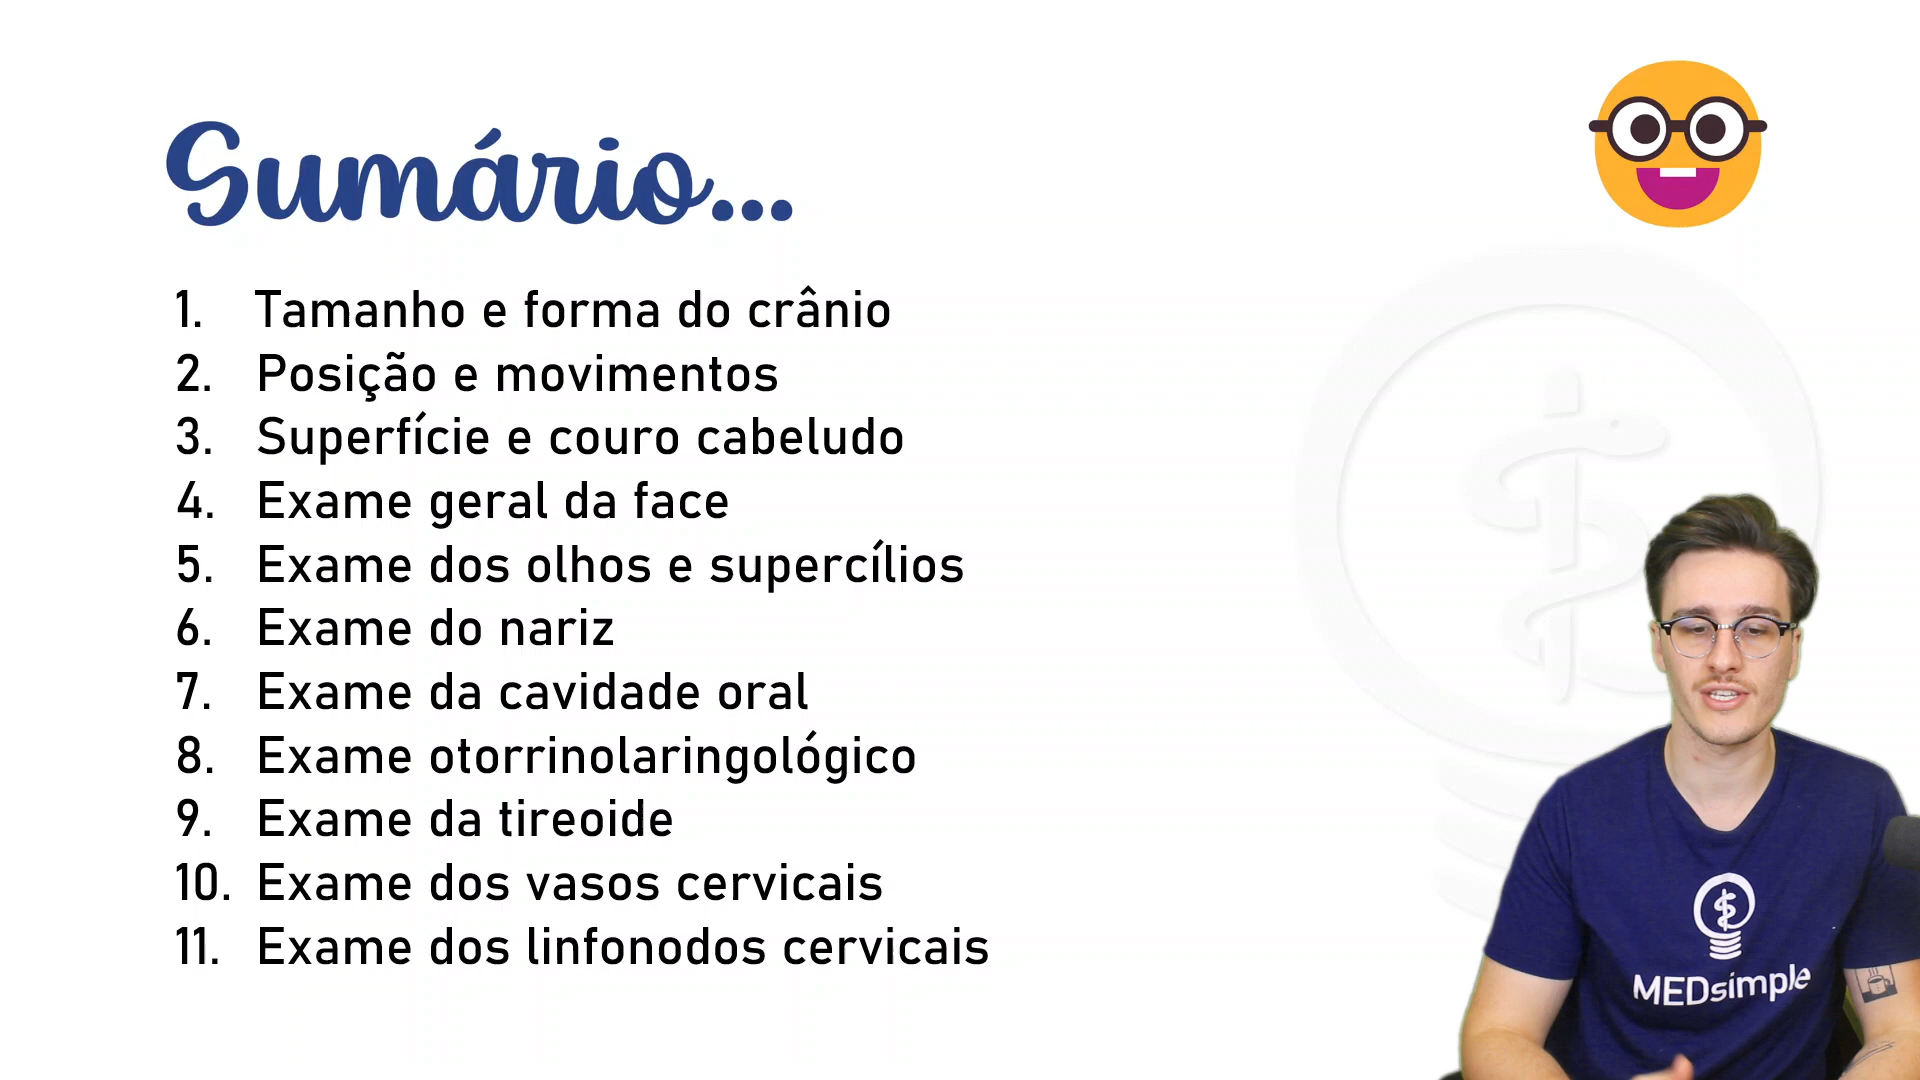 Sumário...
1. Tamanho e forma do crânio
2. Posição e movimentos
3. Superfície e couro cabeludo
4. Exame geral da face
5. Exame dos olhos e supercílios
6. Exame do nariz
7. Exame da cavidade oral
8. Exame otorrinolaringológico
9. Exame da tireoide
10. Exame dos vasos cervicais
11. Exame dos linfonodos cervicais
MEDsimple